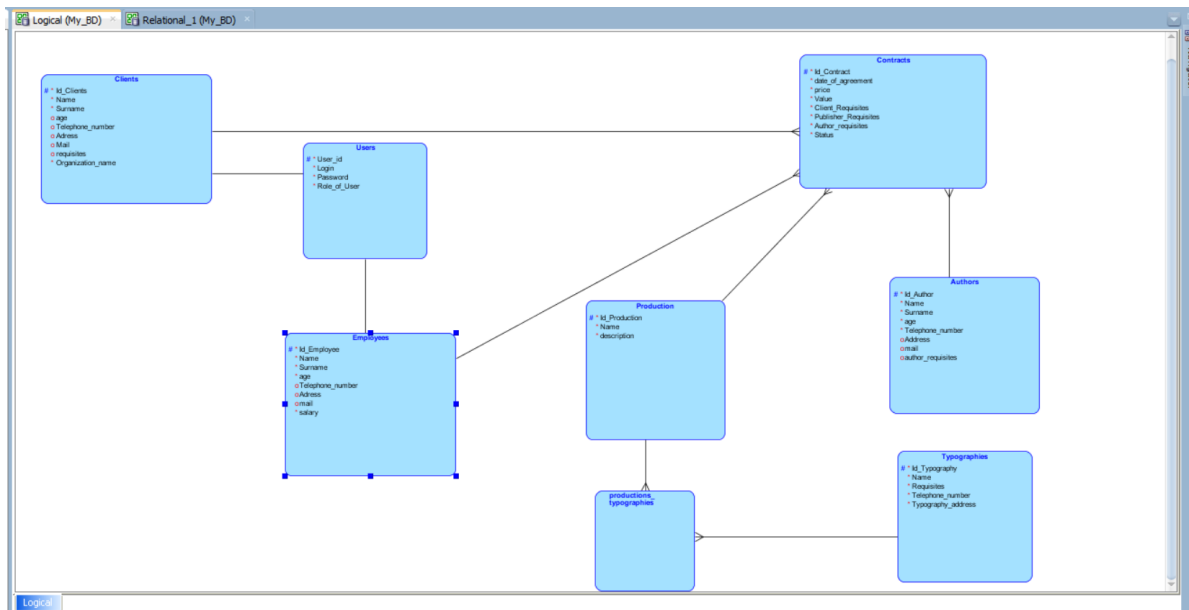 Logical (My_BD)
Relational_1 (My_BD)
Clients
# * Id_Clients
* Name
* Surname
o age
o Telephone_number
o Adress
o Mail
o requisites
* Organization_name
Users
# * User_id
* Login
* Password
* Role_of_User
Contracts
# * Id_Contract
* date_of_agreement
* price
* Value
* Client_Requisites
* Publisher_Requisites
* Author_requisites
* Status
Employees
# * Id_Employee
* Name
* Surname
* age
o Telephone_number
o Adress
o mail
* salary
Production
# * Id_Production
* Name
* description
Authors
# * Id_Author
* Name
* Surname
* age
* Telephone_number
o Address
o mail
o author_requisites
productions_
typographies
Typographies
# * Id_Typography
* Name
* Requisites
* Telephone_number
* Typography_address
Logical